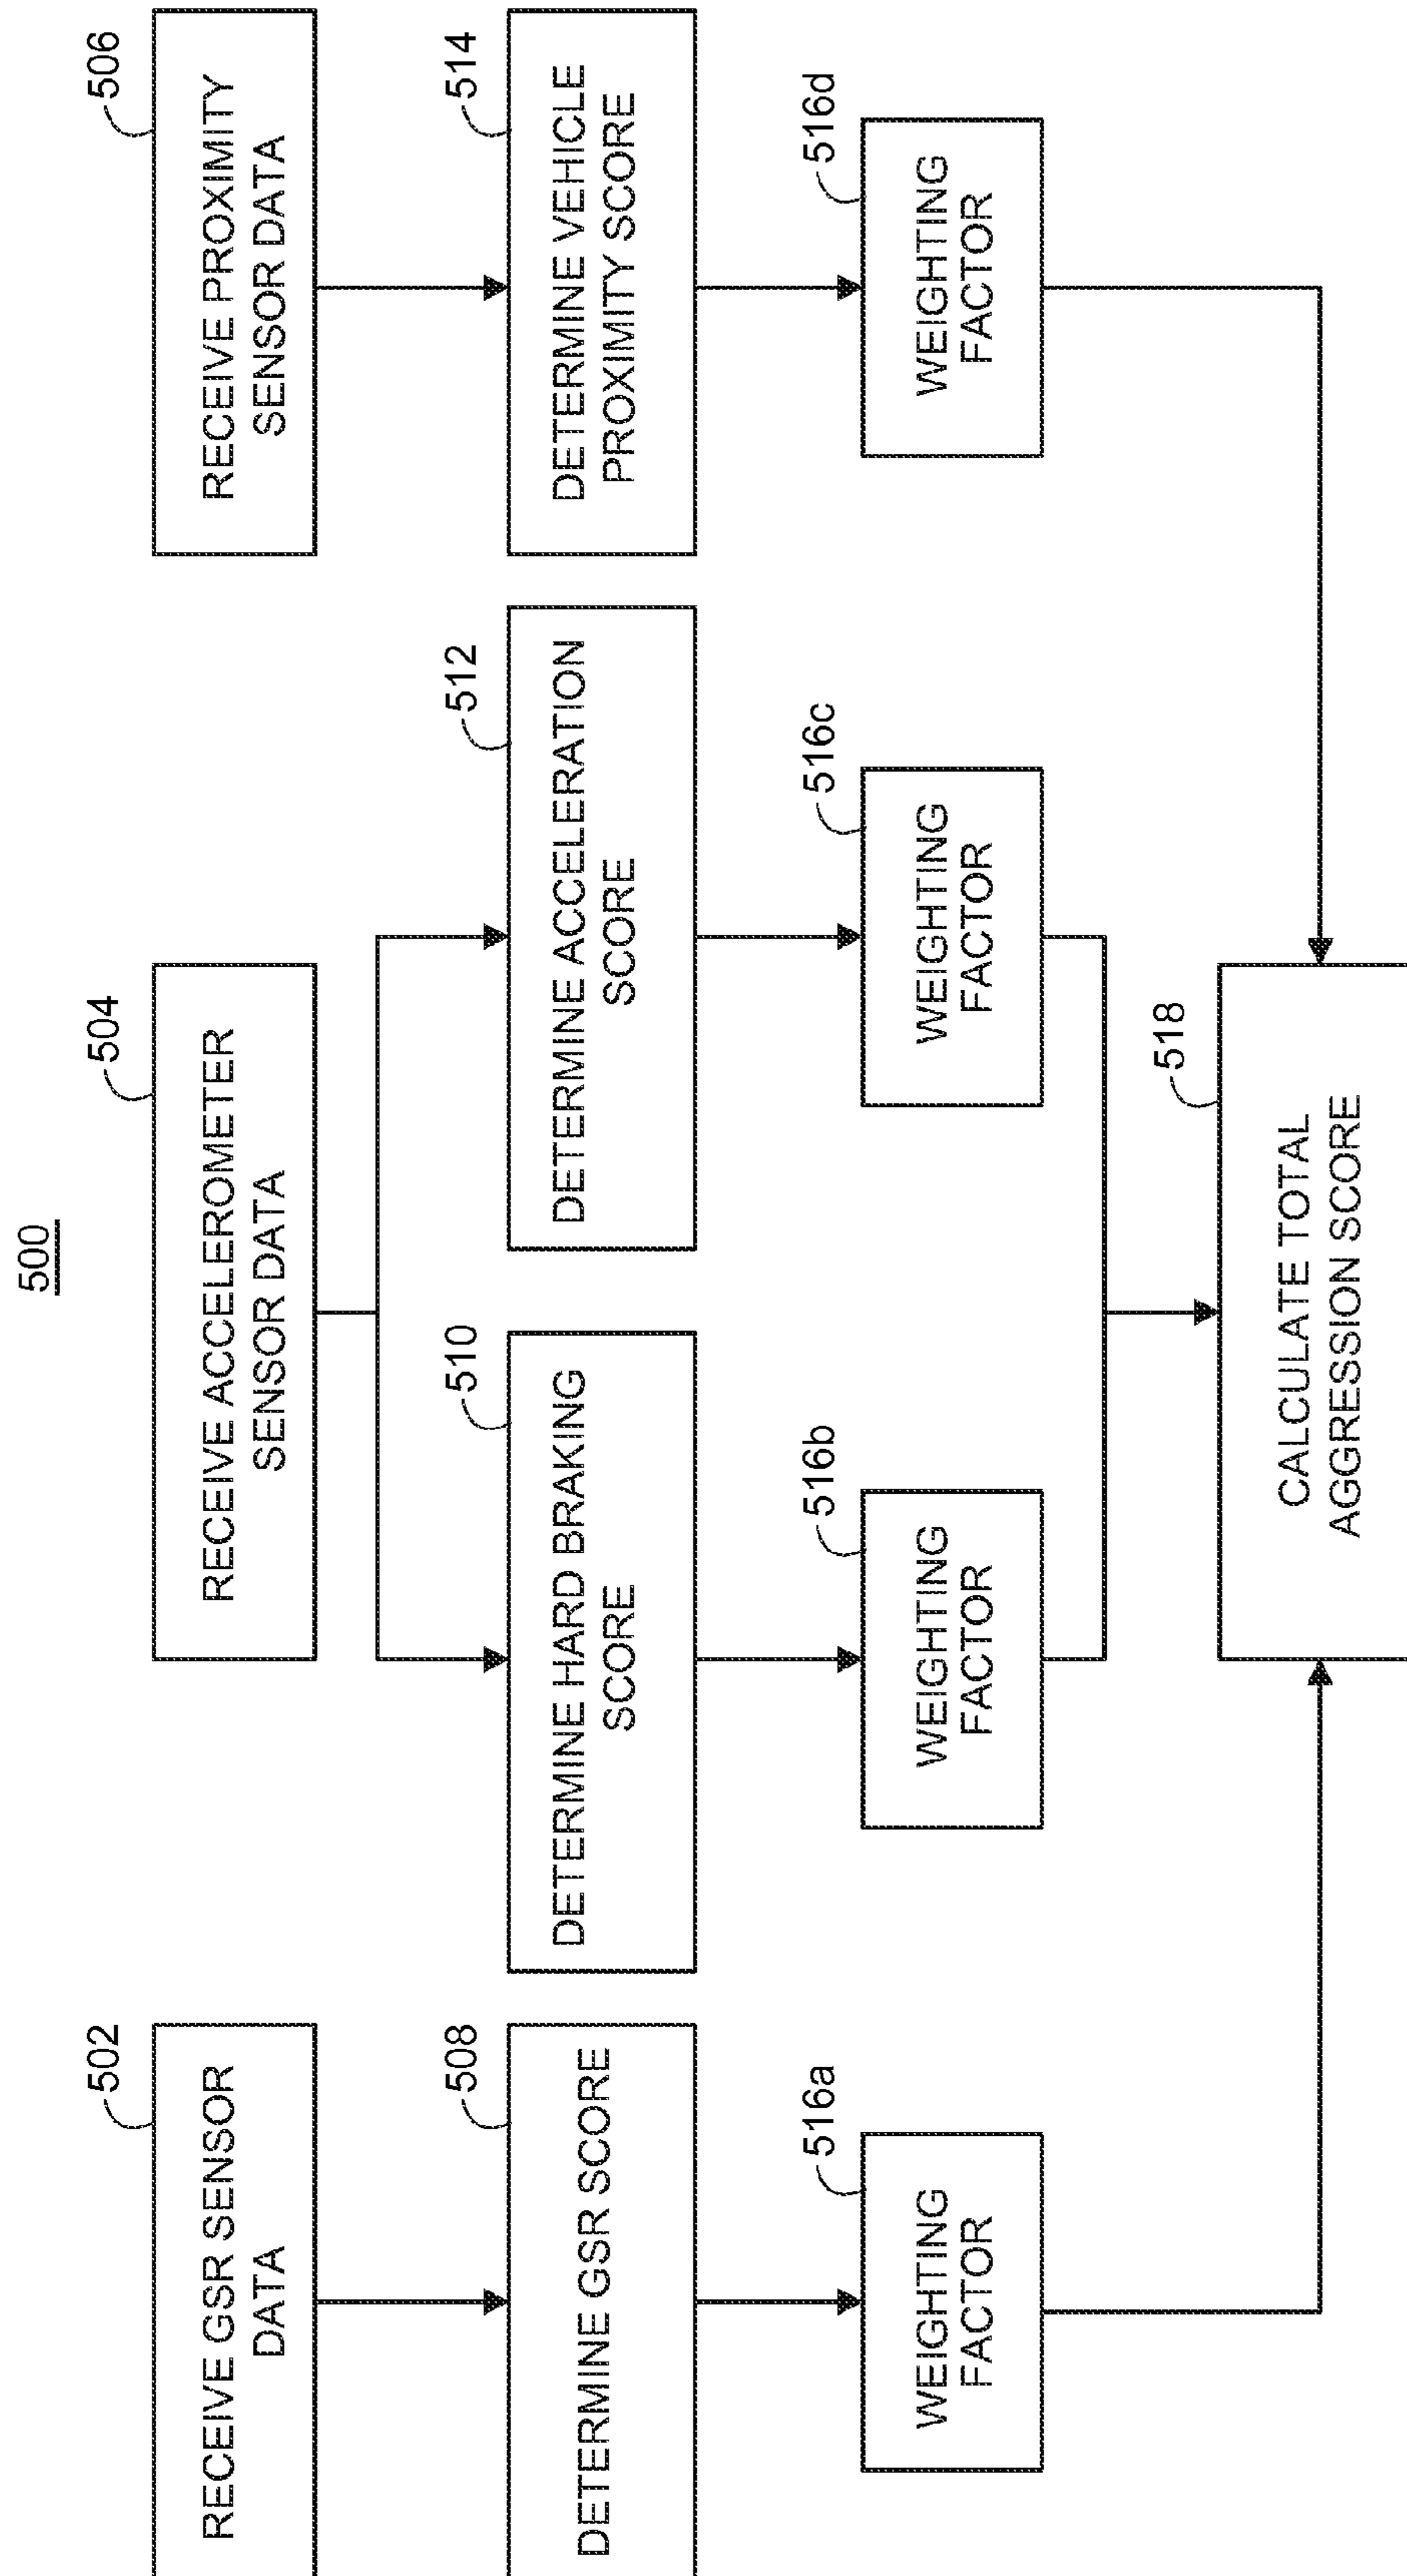 500
502
RECEIVE GSR SENSOR
DATA
504
RECEIVE ACCELEROMETER
SENSOR DATA
506
RECEIVE PROXIMITY
SENSOR DATA
508
DETERMINE GSR SCORE
510
DETERMINE HARD BRAKING
SCORE
512
DETERMINE ACCELERATION
SCORE
514
DETERMINE VEHICLE
PROXIMITY SCORE
516a
WEIGHTING
FACTOR
516b
WEIGHTING
FACTOR
516c
WEIGHTING
FACTOR
516d
WEIGHTING
FACTOR
518
CALCULATE TOTAL
AGGRESSION SCORE